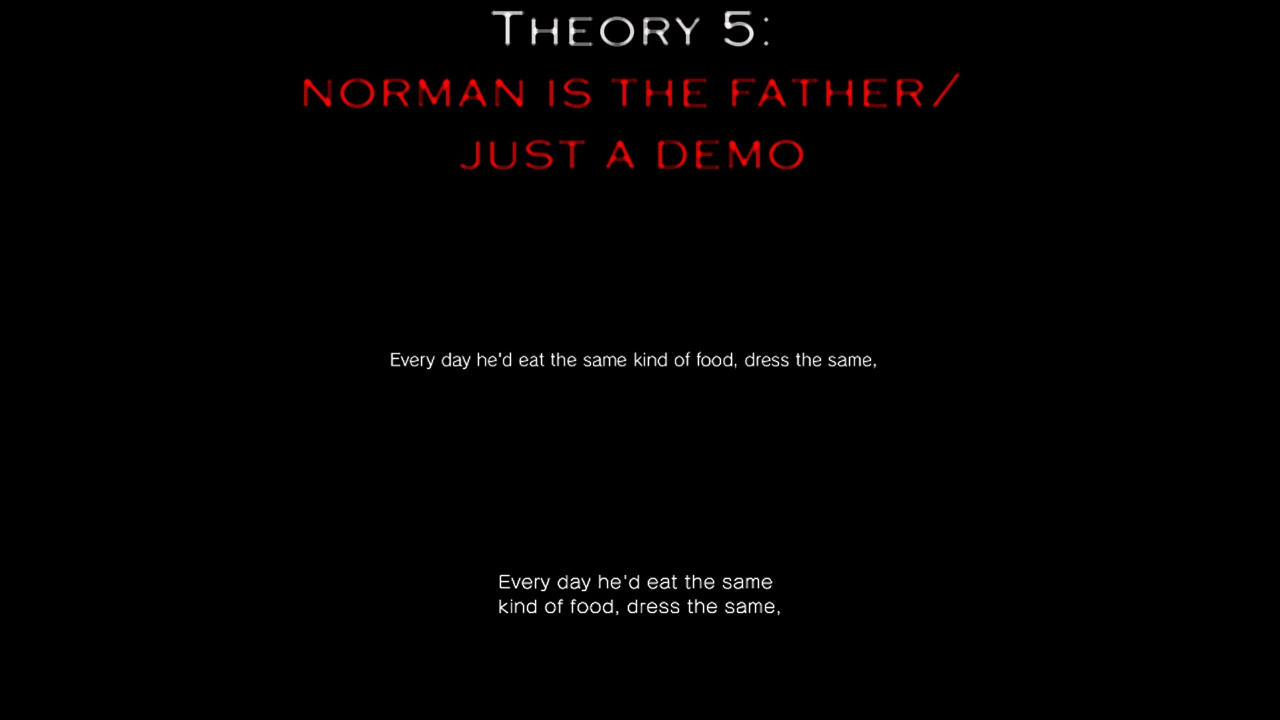 THEORY 5:
NORMAN IS THE FATHER/
JUST A DEMO
Every day he'd eat the same kind of food, dress the same,
Every day he'd eat the same
kind of food, dress the same,